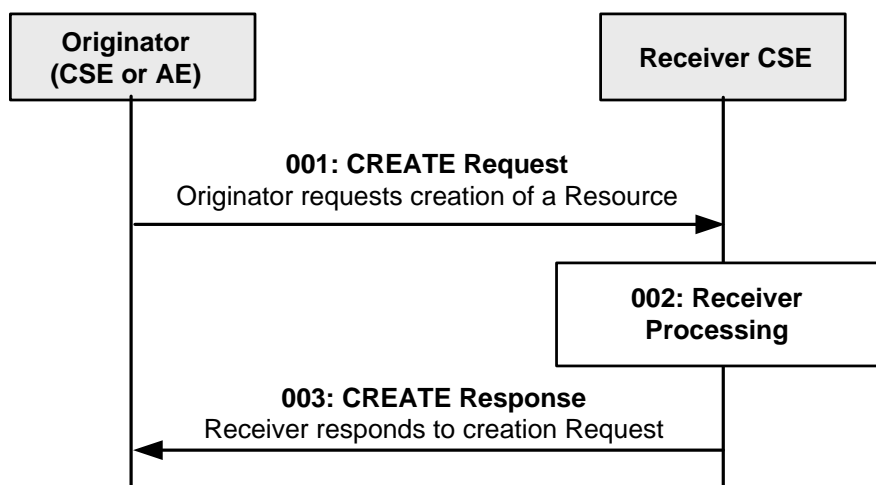 Originator
(CSE or AE)
Receiver CSE
001: CREATE Request
Originator requests creation of a Resource
002: Receiver
Processing
003: CREATE Response
Receiver responds to creation Request